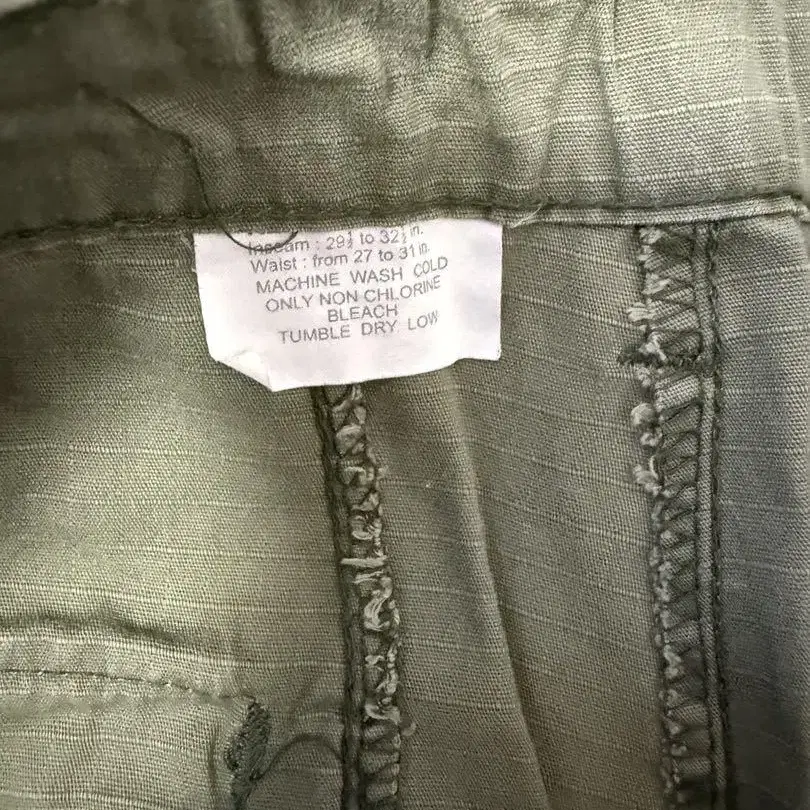 Inseam : 29½ to 32½ in.
Waist : from 27 to 31 in.
MACHINE WASH COLD
ONLY NON CHLORINE
BLEACH
TUMBLE DRY LOW